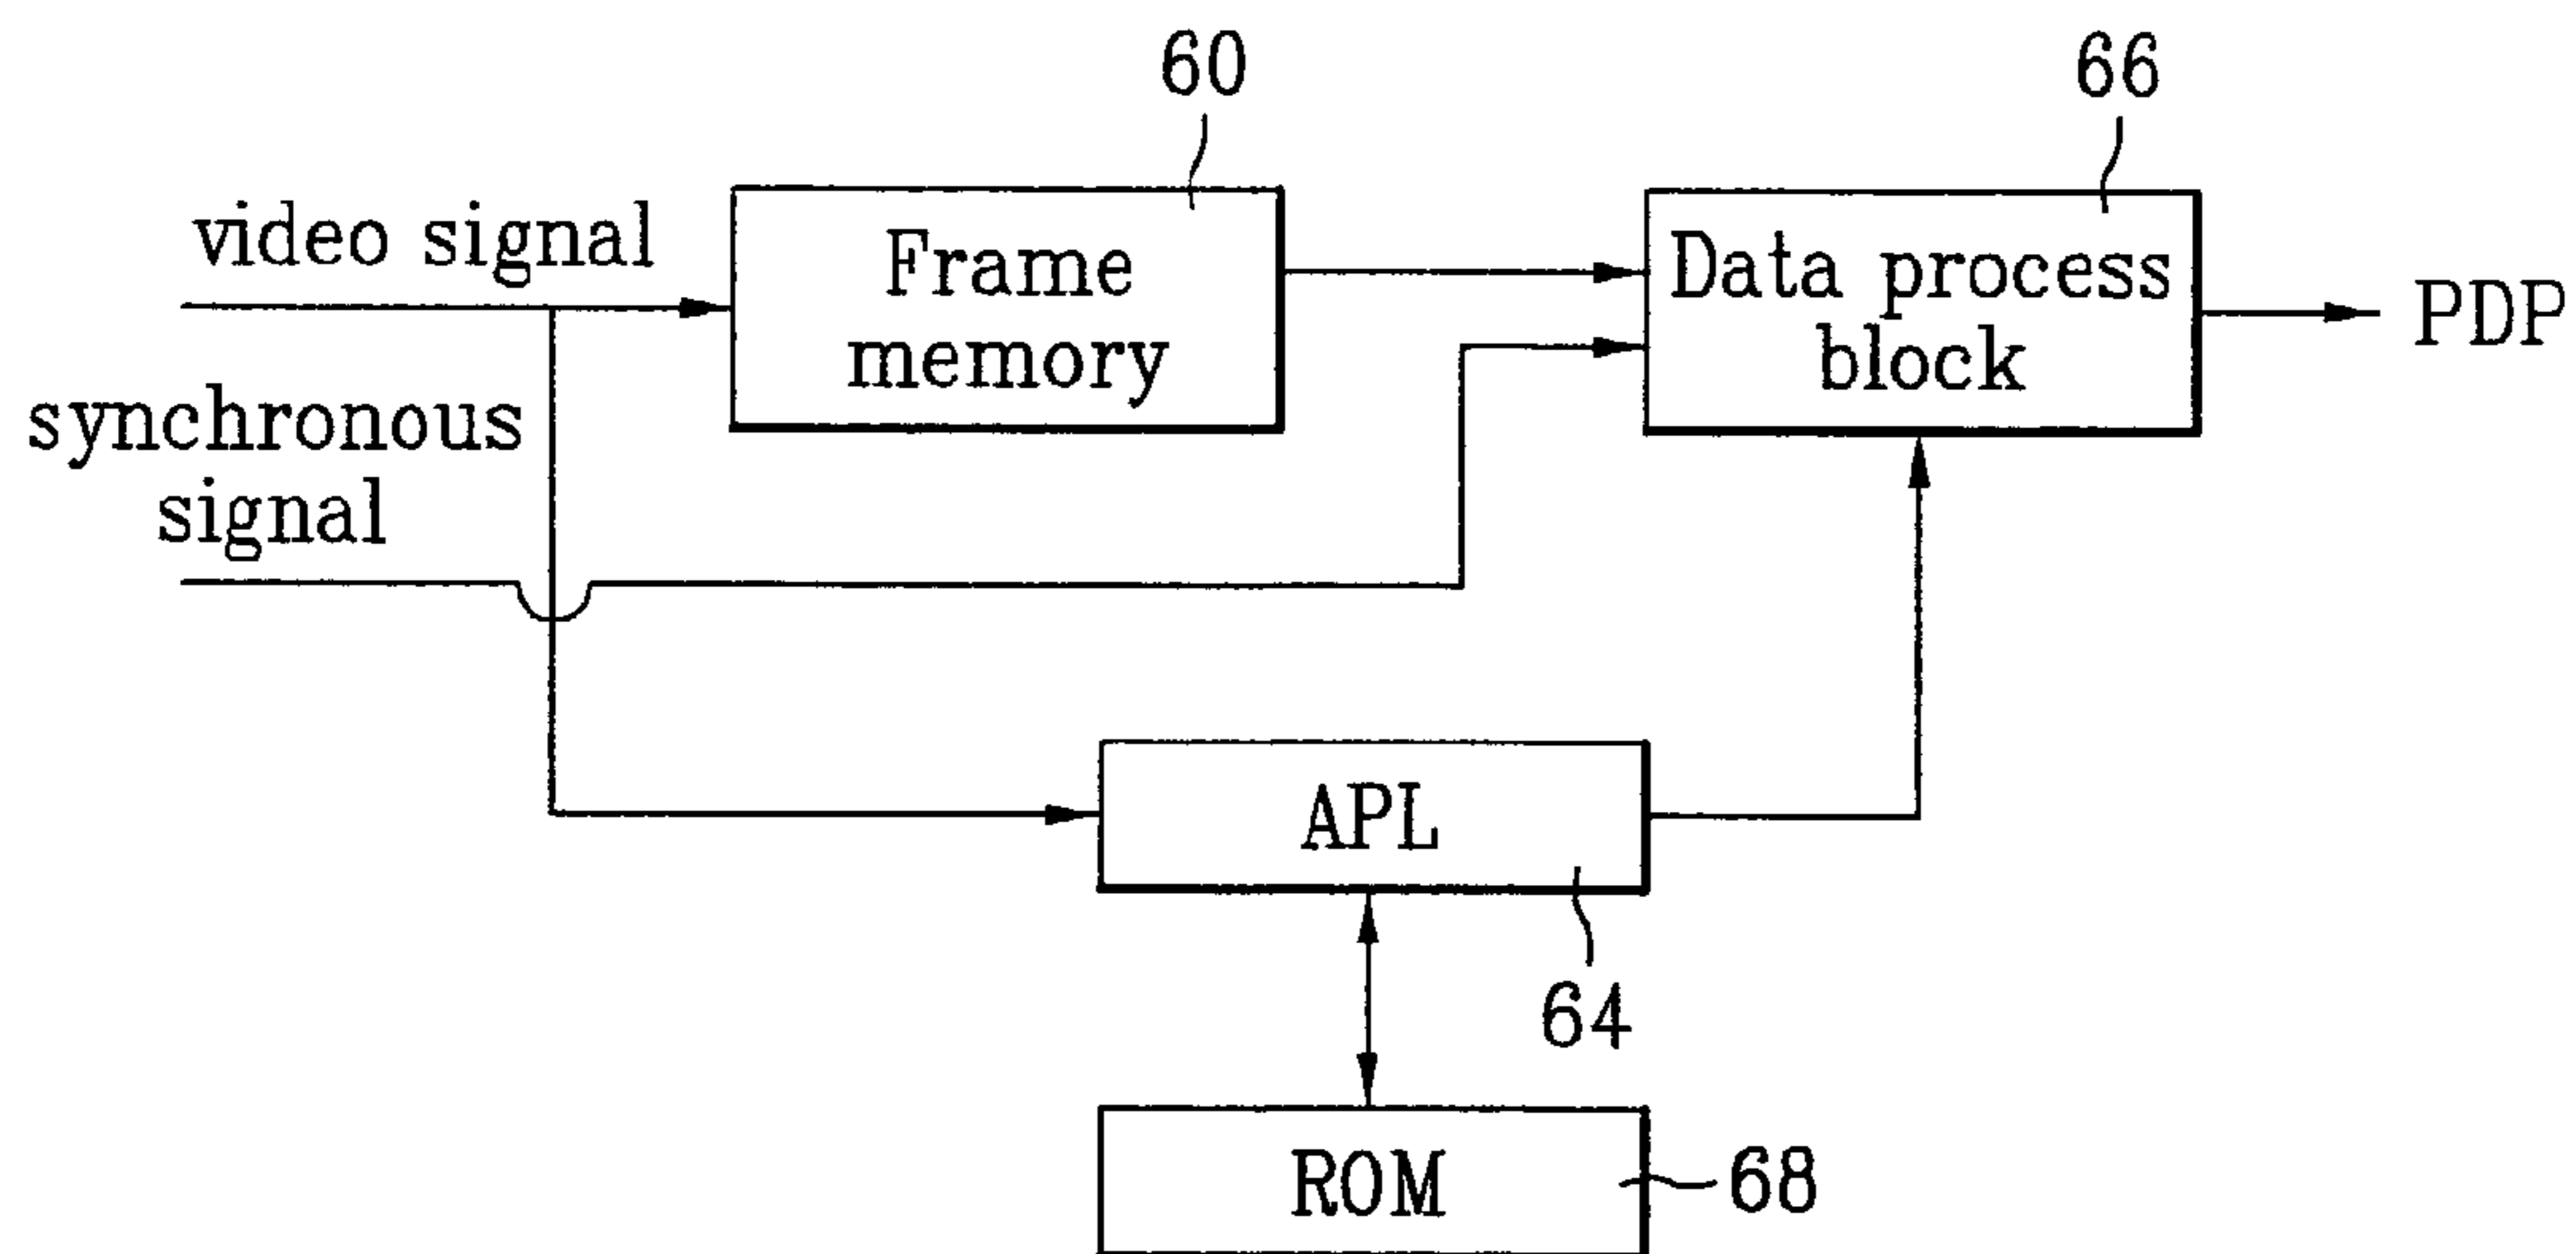 60
66
video signal
Frame
memory
Data process
block
PDP
synchronous
signal
APL
64
ROM
68